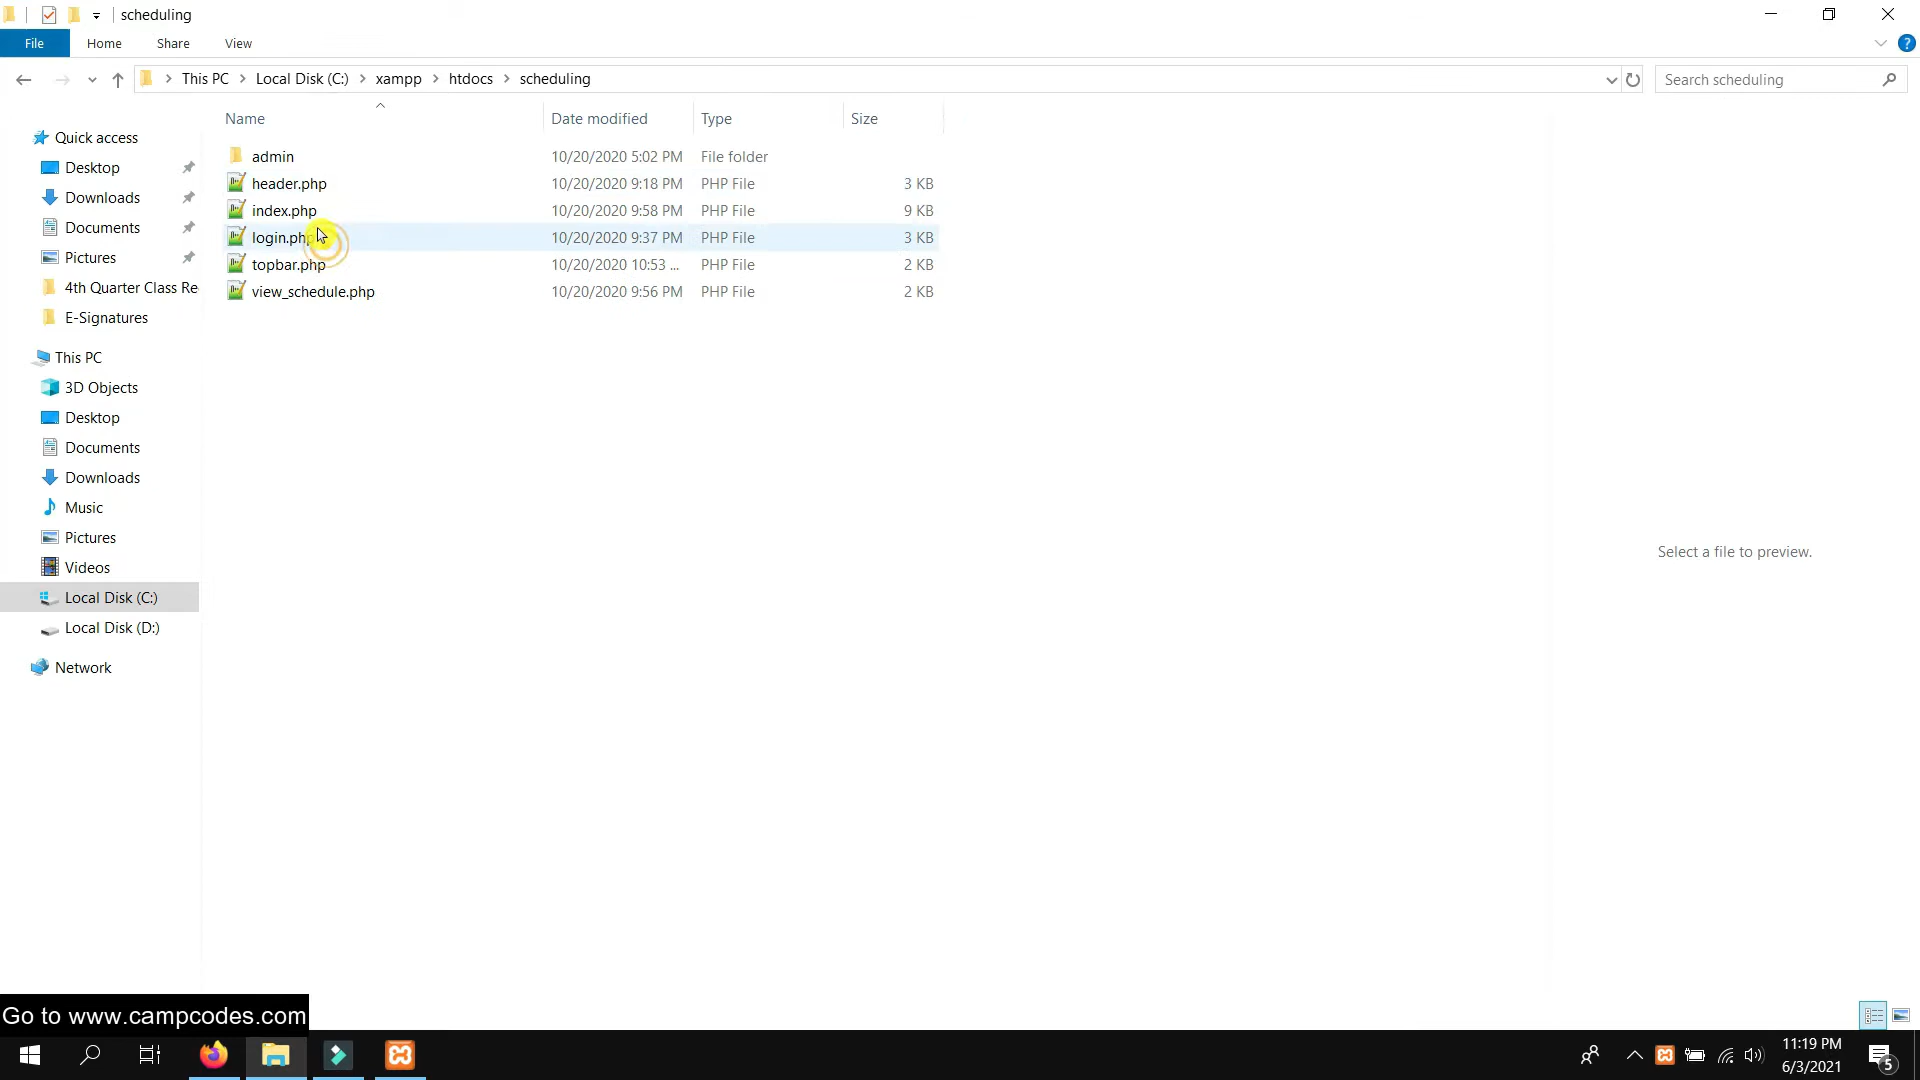 scheduling
File Home Share View
This PC Local Disk (C:) xampp htdocs scheduling
Search scheduling
Name Date modified Type Size
Quick access
Desktop
Downloads
Documents
Pictures
4th Quarter Class Re
E-Signatures
This PC
3D Objects
Desktop
Documents
Downloads
Music
Pictures
Videos
Local Disk (C:)
Local Disk (D:)
Network
admin 10/20/2020 5:02 PM File folder
header.php 10/20/2020 9:18 PM PHP File 3 KB
index.php 10/20/2020 9:58 PM PHP File 9 KB
login.php 10/20/2020 9:37 PM PHP File 3 KB
topbar.php 10/20/2020 10:53 ... PHP File 2 KB
view_schedule.php 10/20/2020 9:56 PM PHP File 2 KB
Select a file to preview.
Go to www.campcodes.com
11:19 PM
6/3/2021
5